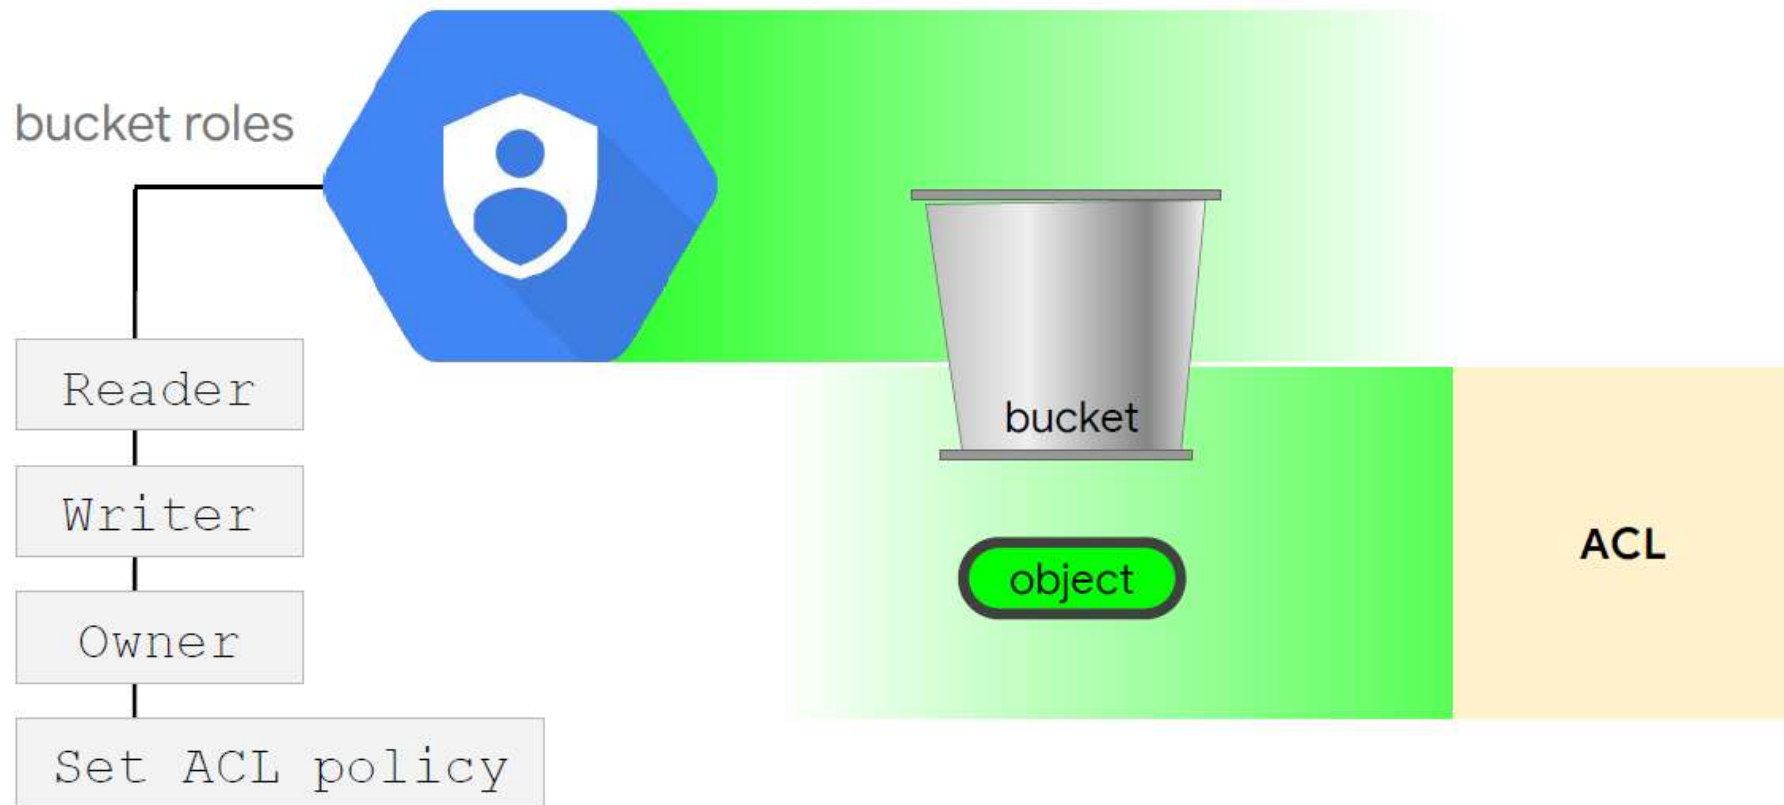 bucket roles
Reader
Writer
Owner
Set ACL policy
bucket
object
ACL